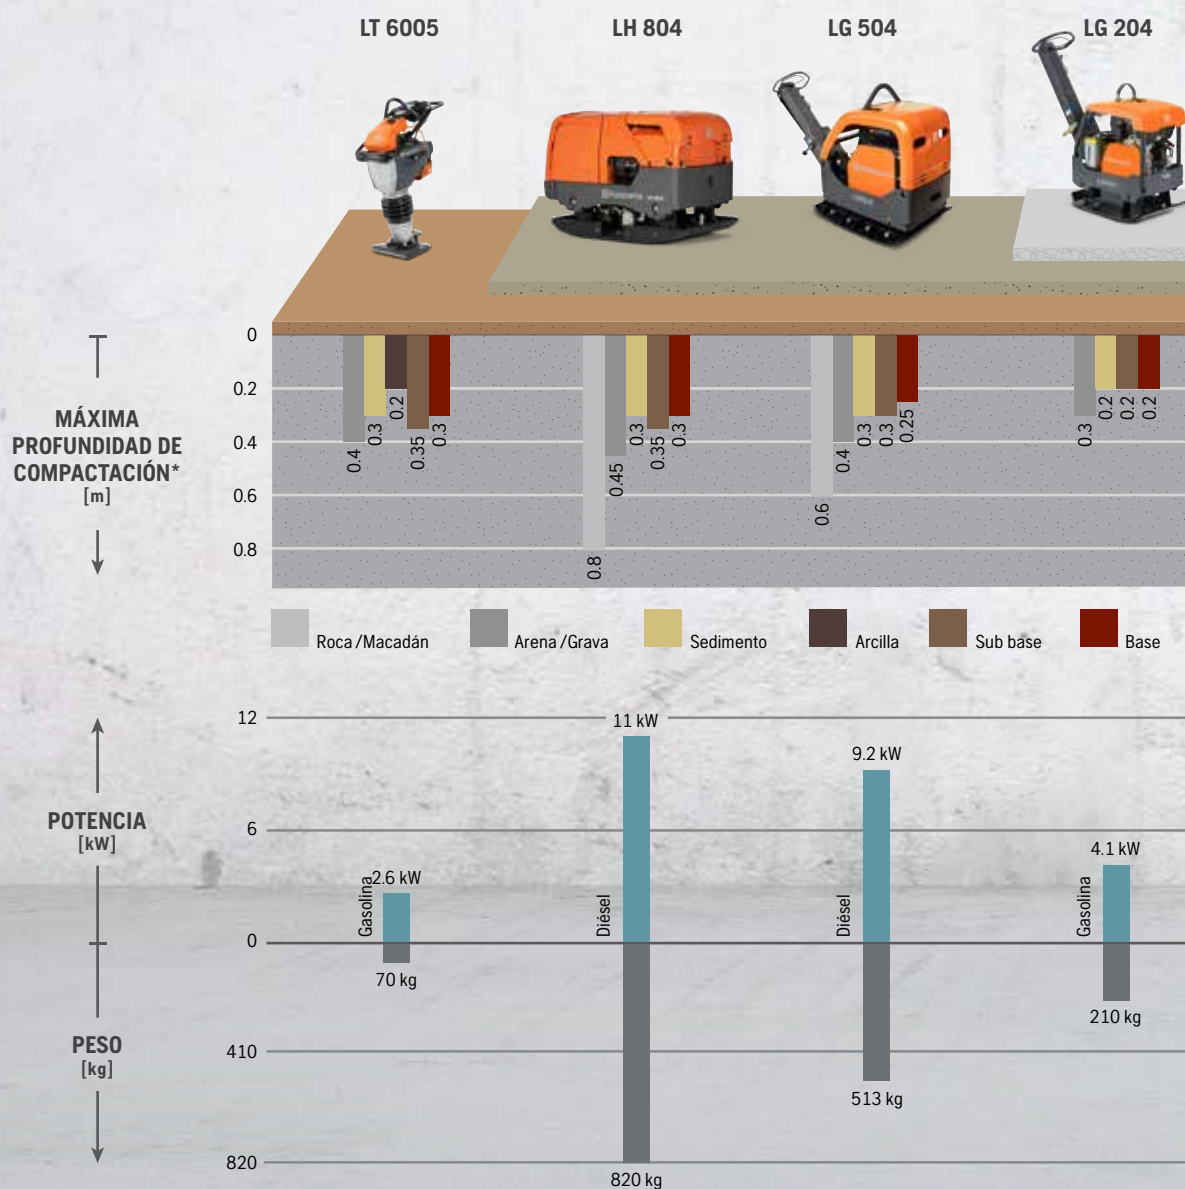 LT 6005
LH 804
LG 504
LG 204
MÁXIMA
PROFUNDIDAD DE
COMPACTACIÓN*
[m]
0
0.2
0.4
0.6
0.8
0.4
0.3
0.2
0.35
0.3
0.8
0.45
0.3
0.35
0.3
0.6
0.4
0.3
0.3
0.25
0.3
0.2
0.2
0.2
Roca/Macadán
Arena/Grava
Sedimento
Arcilla
Sub base
Base
POTENCIA
[kW]
12
6
0
Gasolina
2.6 kW
Diésel
11 kW
Diésel
9.2 kW
Gasolina
4.1 kW
PESO
[kg]
410
820
70 kg
820 kg
513 kg
210 kg